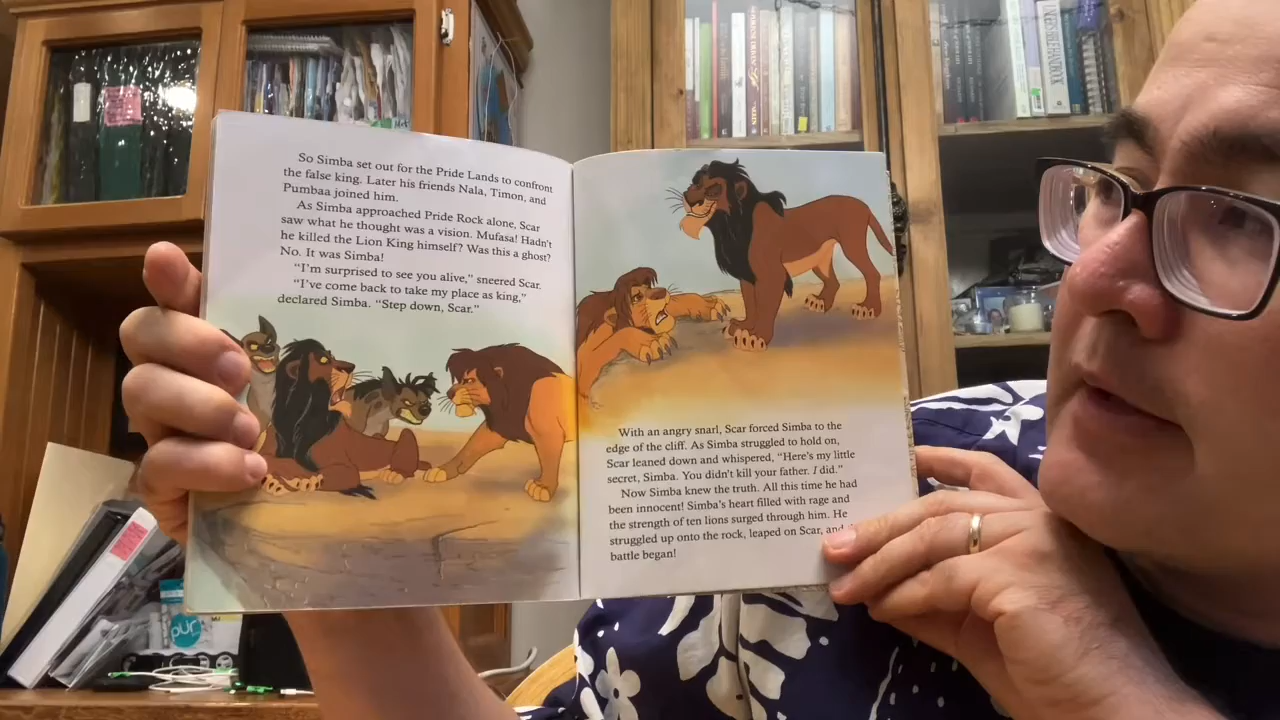 So Simba set out for the Pride Lands to confront
the false king. Later his friends Nala, Timon, and
Pumbaa joined him.
As Simba approached Pride Rock alone, Scar
saw what he thought was a vision. Mufasa! Hadn't
he killed the Lion King himself? Was this a ghost?
No. It was Simba!
“I'm surprised to see you alive,” sneered Scar.
“I've come back to take my place as king,”
declared Simba. “Step down, Scar.”
With an angry snarl, Scar forced Simba to the
edge of the cliff. As Simba struggled to hold on,
Scar leaned down and whispered, “Here's my little
secret, Simba. You didn't kill your father. I did.”
Now Simba knew the truth. All this time he had
been innocent! Simba's heart filled with rage and
the strength of ten lions surged through him. He
struggled up onto the rock, leaped on Scar, and
battle began!
pür